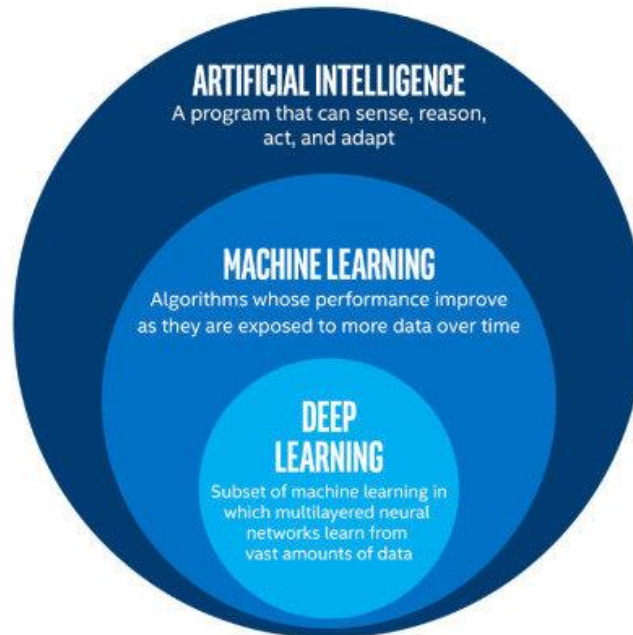 ARTIFICIAL INTELLIGENCE
A program that can sense, reason,
act, and adapt
MACHINE LEARNING
Algorithms whose performance improve
as they are exposed to more data over time
DEEP
LEARNING
Subset of machine learning in
which multilayered neural
networks learn from
vast amounts of data